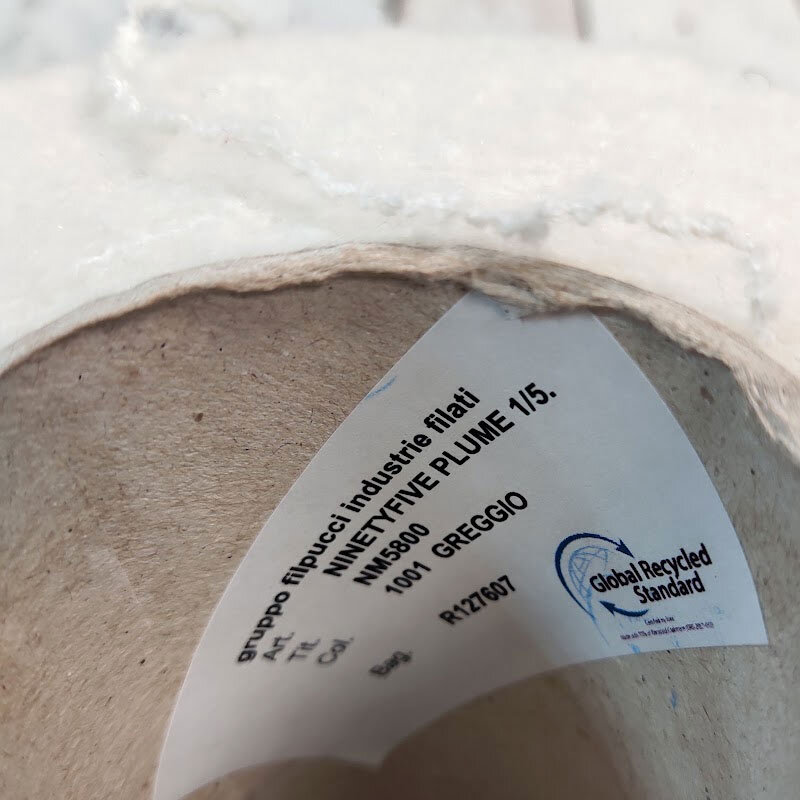 gruppo filpucci industrie filati
Art. NINETYFIVE PLUME 1/5.
Tit. NM5800
Col. 1001 GREGGIO
Bag. R127607
Global Recycled
Standard